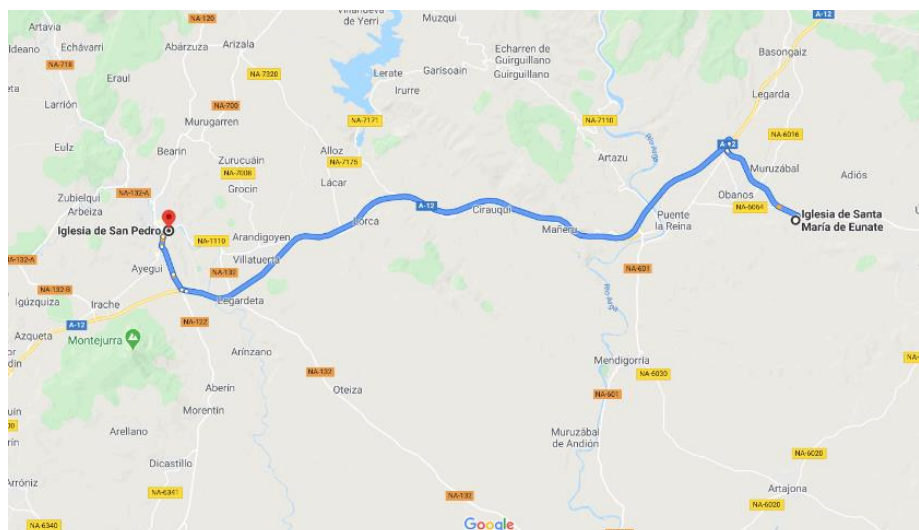 Artavia
NA-120
Villanueva
de Yerri
Muzqui
A-12
Echávarri
Abárzuza
Arizala
Echarren de
Guirguillano
Guirguillano
Basongaiz
NA-718
Eraul
NA-7320
Lerate
Garisoain
Irurre
Legarda
Larrión
NA-700
Murugarren
NA-7171
NA-7110
Río Arga
NA-6016
Eulz
Bearin
Zurucuáin
Alloz
NA-7175
Artazu
A-12
Muruzábal
NA-7008
Grocin
Lácar
Adiós
Zubielqui
Arbeiza
NA-132-A
Obanos
NA-6064
Iglesia de San Pedro
NA-1110
Arandigoyen
Lorca
A-12
Cirauqui
Mañeru
Puente
la Reina
Iglesia de Santa
María de Eunate
NA-132-A
Villatuerta
NA-132
Ayegui
NA-601
NA-132-B
Igúzquiza
Irache
Legardeta
Río Arga
A-12
NA-122
Azqueta
Montejurra
Arínzano
Mendigorría
NA-132
NA-6030
Aberín
Oteiza
NA-601
Morentín
Arellano
Muruzábal
de Andión
NA-6020
Dicastillo
Arróniz
NA-6341
Artajona
NA-132
NA-6020
NA-6340
Google